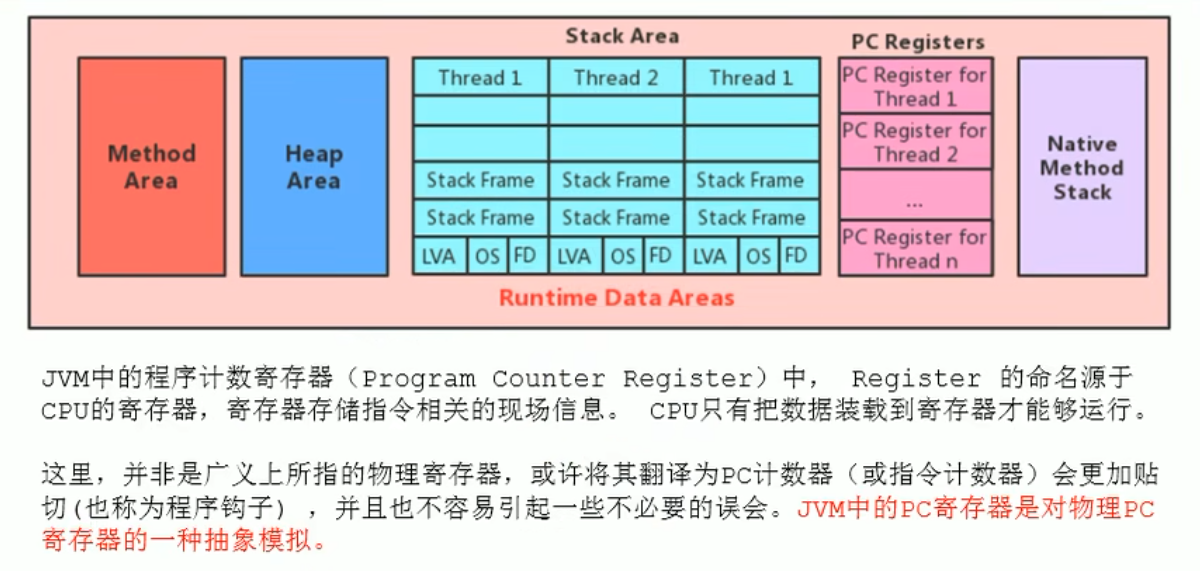 Stack Area
PC Registers
Method
Area
Heap
Area
Thread 1
Thread 2
Thread 1
Stack Frame
Stack Frame
Stack Frame
Stack Frame
Stack Frame
Stack Frame
LVA
OS
FD
LVA
OS
FD
LVA
OS
FD
PC Register for
Thread 1
PC Register for
Thread 2
...
PC Register for
Thread n
Native
Method
Stack
Runtime Data Areas
JVM中的程序计数寄存器（Program Counter Register）中， Register 的命名源于
CPU的寄存器，寄存器存储指令相关的现场信息。 CPU只有把数据装载到寄存器才能够运行。
这里，并非是广义上所指的物理寄存器，或许将其翻译为PC计数器（或指令计数器）会更加贴
切(也称为程序钩子) ，并且也不容易引起一些不必要的误会。JVM中的PC寄存器是对物理PC
寄存器的一种抽象模拟。